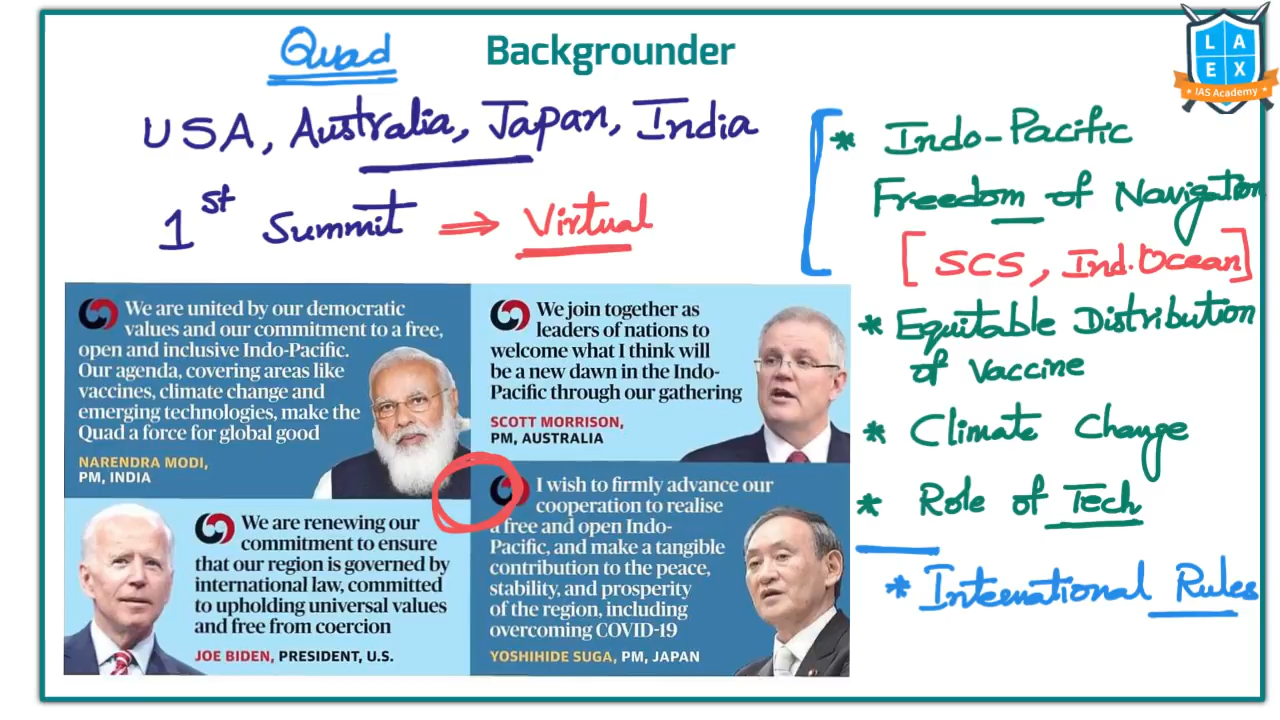 Quad
Backgrounder
USA, Australia, Japan, India
1st Summit ⇒ Virtual
We are united by our democratic
values and our commitment to a free,
open and inclusive Indo-Pacific.
Our agenda, covering areas like
vaccines, climate change and
emerging technologies, make the
Quad a force for global good
NARENDRA MODI,
PM, INDIA
We join together as
leaders of nations to
welcome what I think will
be a new dawn in the Indo-
Pacific through our gathering
SCOTT MORRISON,
PM, AUSTRALIA
We are renewing our
commitment to ensure
that our region is governed by
international law, committed
to upholding universal values
and free from coercion
JOE BIDEN, PRESIDENT, U.S.
I wish to firmly advance our
cooperation to realise
a free and open Indo-
Pacific, and make a tangible
contribution to the peace,
stability, and prosperity
of the region, including
overcoming COVID-19
YOSHIHIDE SUGA, PM, JAPAN
* Indo-Pacific
Freedom of Navigation
[SCS, Ind.Ocean]
* Equitable Distribution
of Vaccine
* Climate Change
* Role of Tech
* International Rules
L A
E X
IAS Academy